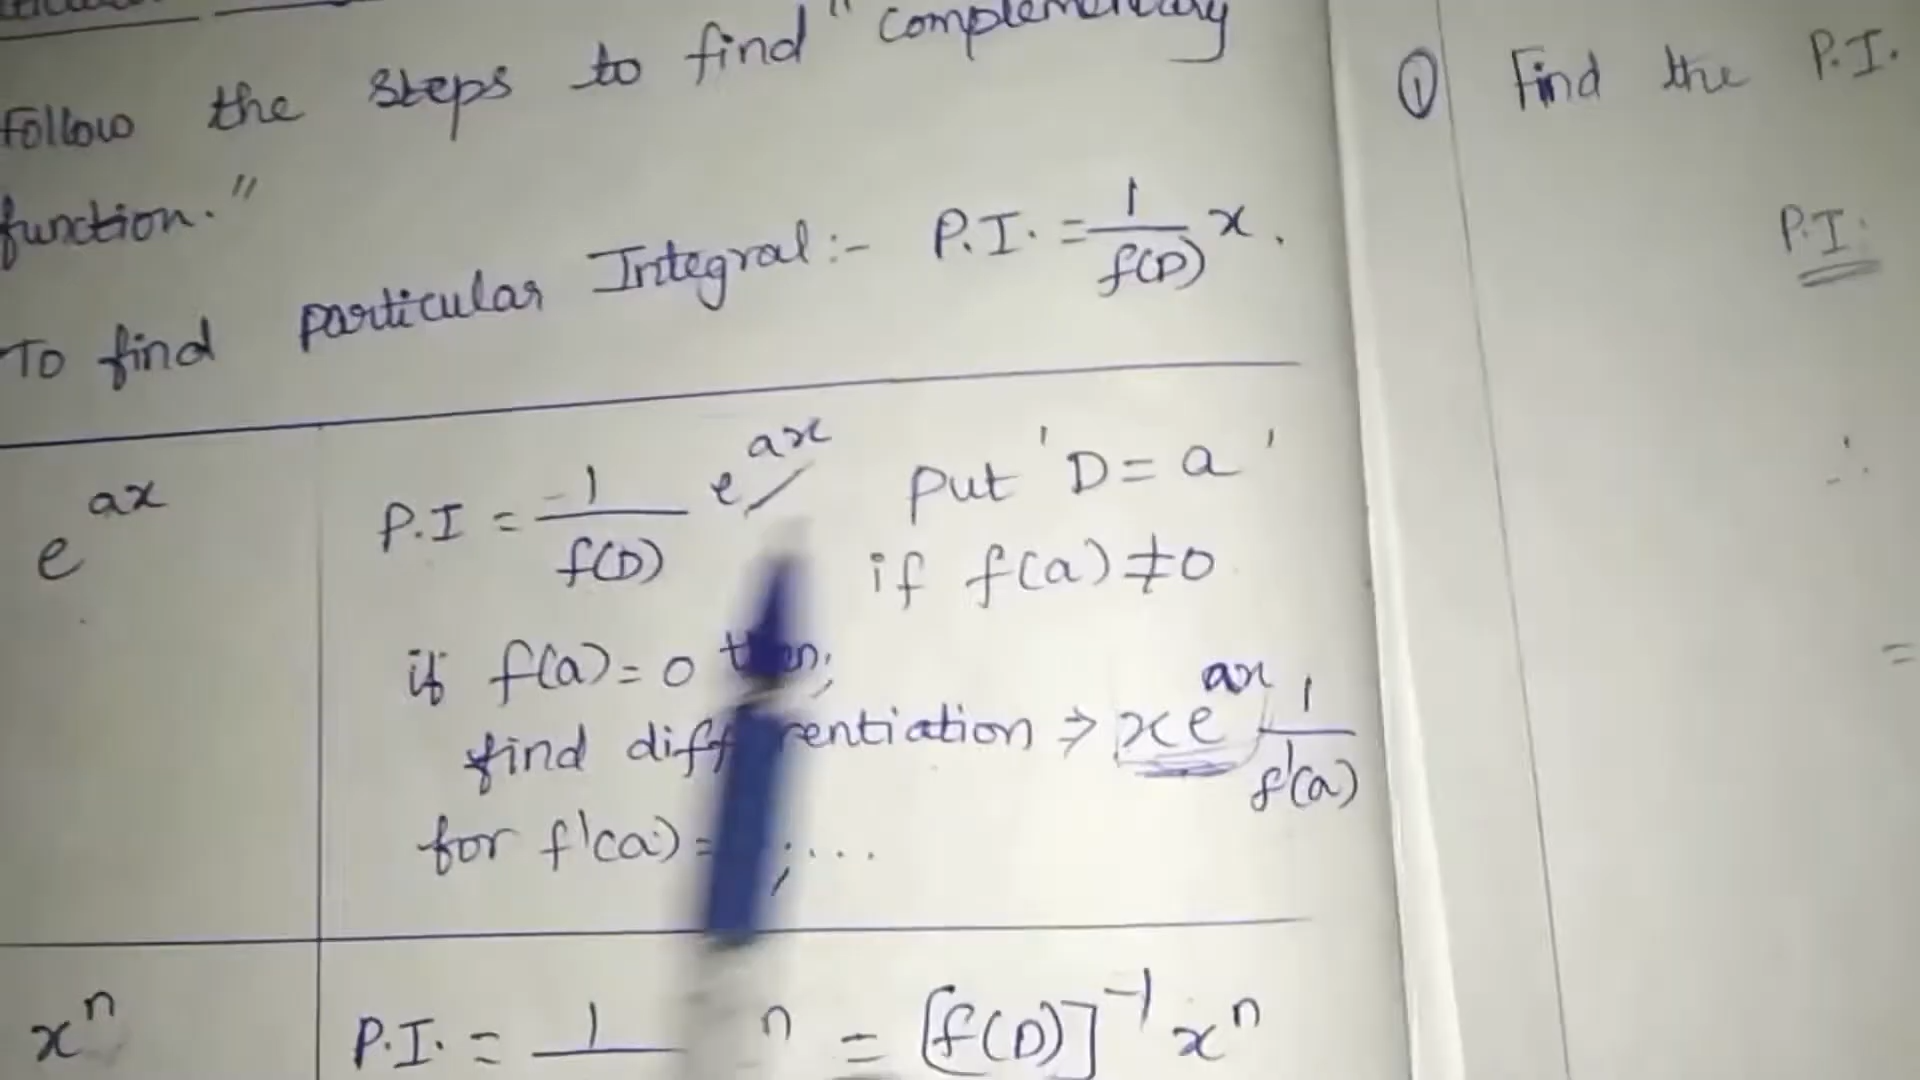 Follow the steps to find "complementary
function."
To find particular Integral:- P.I. = 1/f(D) x.
e^ax P.I = 1/f(D) e^ax Put 'D = a'
if f(a) ≠ 0
if f(a) = 0 then,
find differentiation ⇒ xe^ax 1/f'(a)
for f'(a) = ;...
x^n P.I. = 1 n = [f(D)]^-1 x^n
① Find the P.I.
P.I.
∴
=